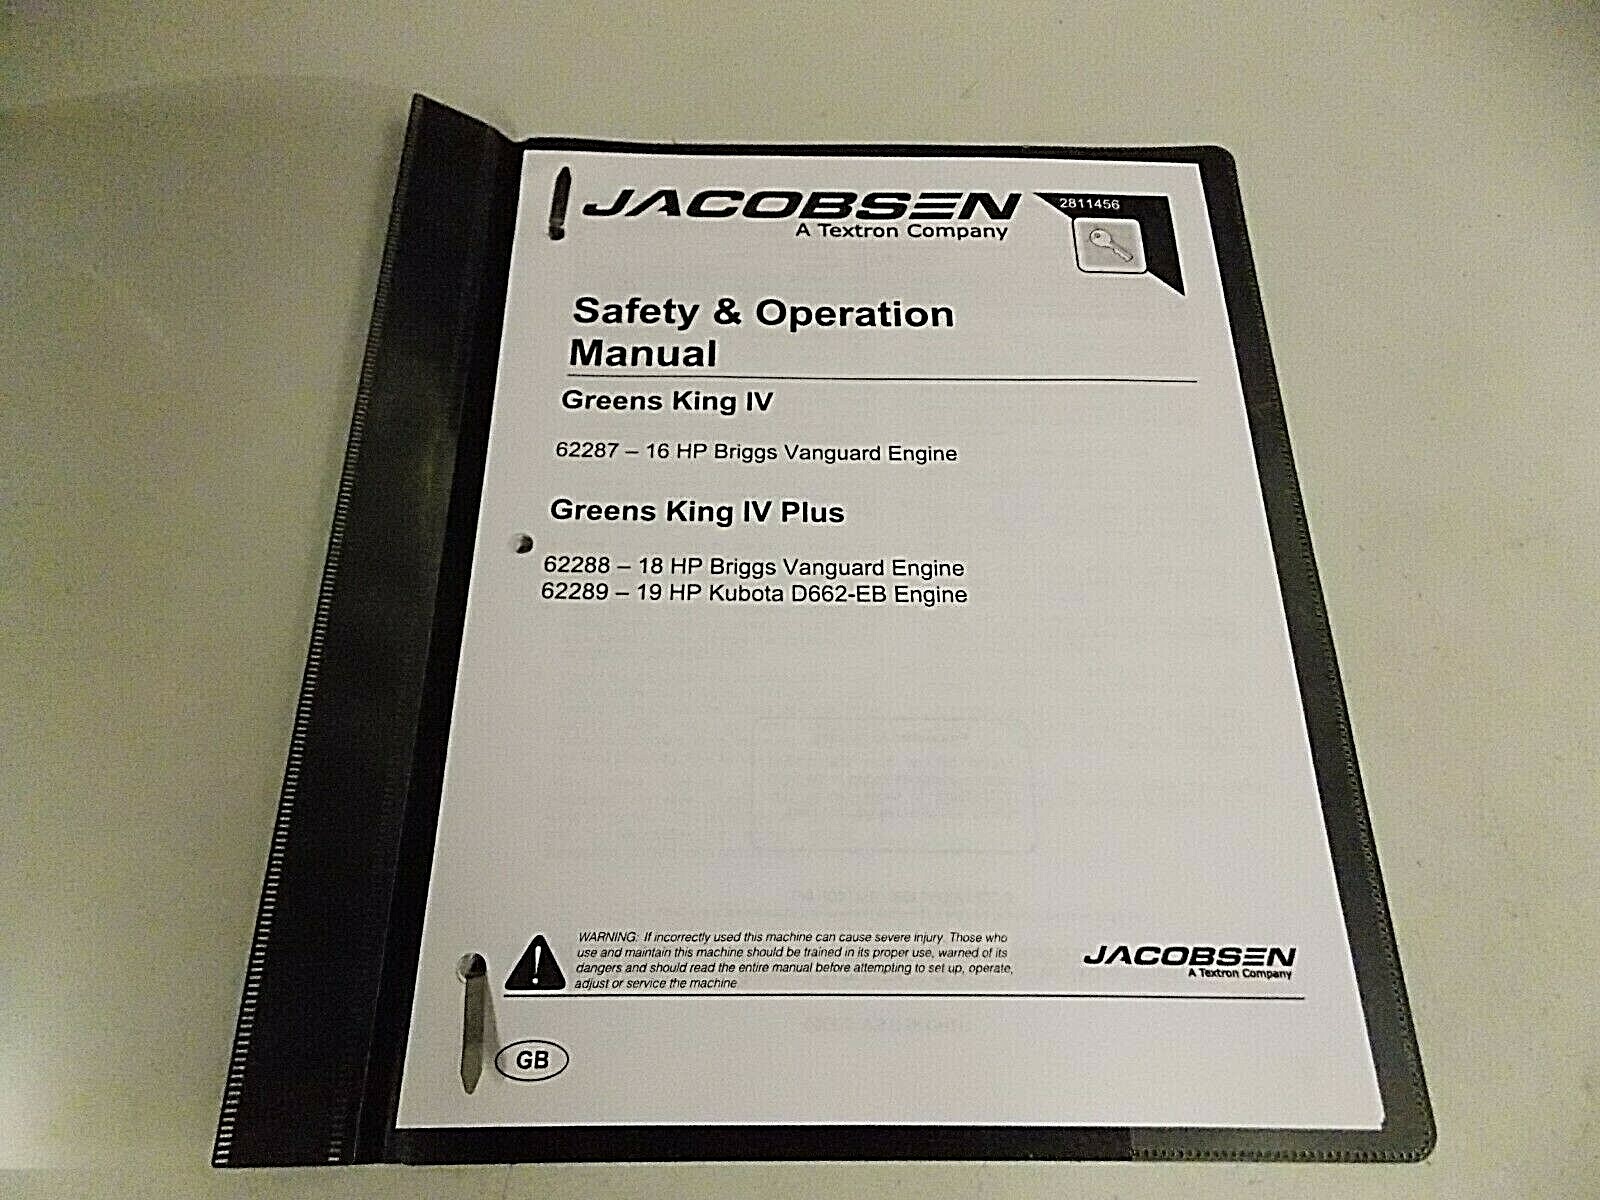 JACOBSEN
A Textron Company
2811456
Safety & Operation
Manual
Greens King IV
62287 – 16 HP Briggs Vanguard Engine
Greens King IV Plus
62288 – 18 HP Briggs Vanguard Engine
62289 – 19 HP Kubota D662-EB Engine
WARNING: If incorrectly used this machine can cause severe injury. Those who
use and maintain this machine should be trained in its proper use, warned of its
dangers and should read the entire manual before attempting to set up, operate,
adjust or service the machine
JACOBSEN
A Textron Company
GB